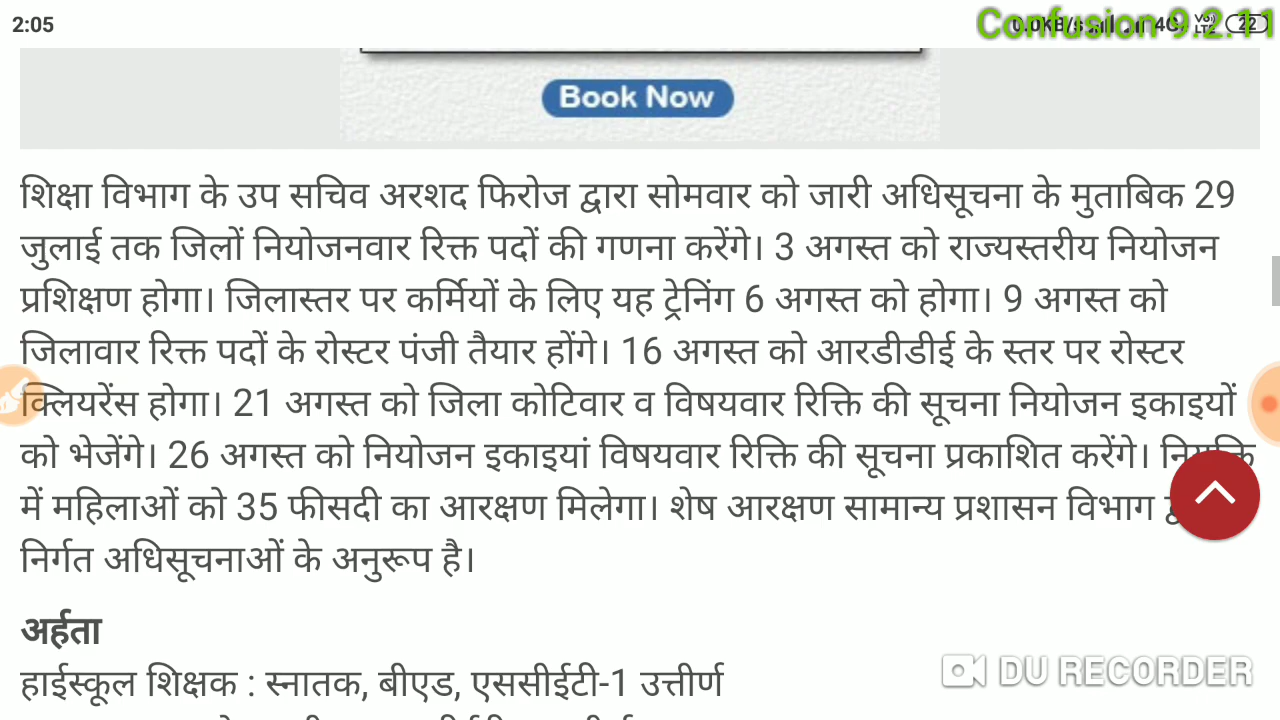 2:05
Confusion-9.2.11
4G
22
Book Now
शिक्षा विभाग के उप सचिव अरशद फिरोज द्वारा सोमवार को जारी अधिसूचना के मुताबिक 29
जुलाई तक जिलों नियोजनवार रिक्त पदों की गणना करेंगे। 3 अगस्त को राज्यस्तरीय नियोजन
प्रशिक्षण होगा। जिलास्तर पर कर्मियों के लिए यह ट्रेनिंग 6 अगस्त को होगा। 9 अगस्त को
जिलावार रिक्त पदों के रोस्टर पंजी तैयार होंगे। 16 अगस्त को आरडीडीई के स्तर पर रोस्टर
क्लियरेंस होगा। 21 अगस्त को जिला कोटिवार व विषयवार रिक्ति की सूचना नियोजन इकाइयों
को भेजेंगे। 26 अगस्त को नियोजन इकाइयां विषयवार रिक्ति की सूचना प्रकाशित करेंगे।
में महिलाओं को 35 फीसदी का आरक्षण मिलेगा। शेष आरक्षण सामान्य प्रशासन विभाग
निर्गत अधिसूचनाओं के अनुरूप है।
अर्हता
हाईस्कूल शिक्षक : स्नातक, बीएड, एससीईटी-1 उत्तीर्ण
DU RECORDER